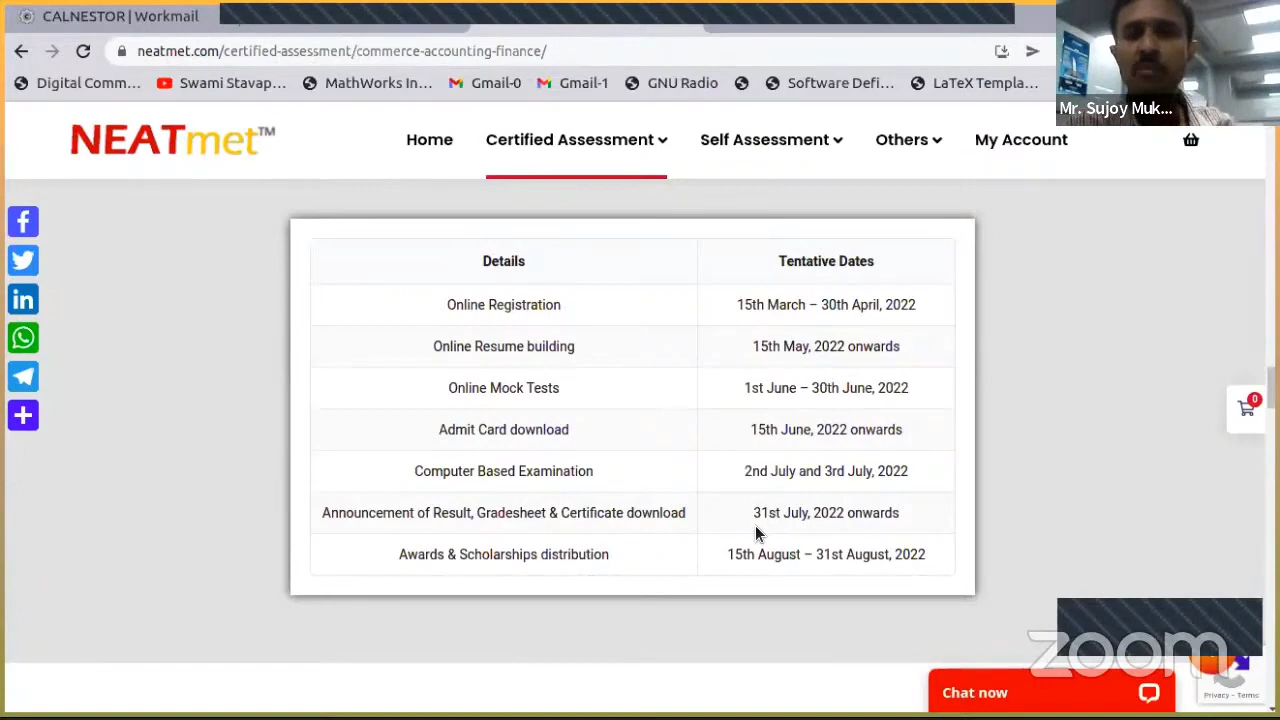 CALNESTOR | Workmail
neatmet.com/certified-assessment/commerce-accounting-finance/
Digital Comm... Swami Stavap... MathWorks In... Gmail-0 Gmail-1 GNU Radio Software Defi... LaTeX Templa...
Mr. Sujoy Muk...
NEATmet™ Home Certified Assessment Self Assessment Others My Account
Details Tentative Dates
Online Registration 15th March – 30th April, 2022
Online Resume building 15th May, 2022 onwards
Online Mock Tests 1st June – 30th June, 2022
0
Admit Card download 15th June, 2022 onwards
Computer Based Examination 2nd July and 3rd July, 2022
Announcement of Result, Gradesheet & Certificate download 31st July, 2022 onwards
Awards & Scholarships distribution 15th August – 31st August, 2022
zoom
Chat now
Privacy - Terms